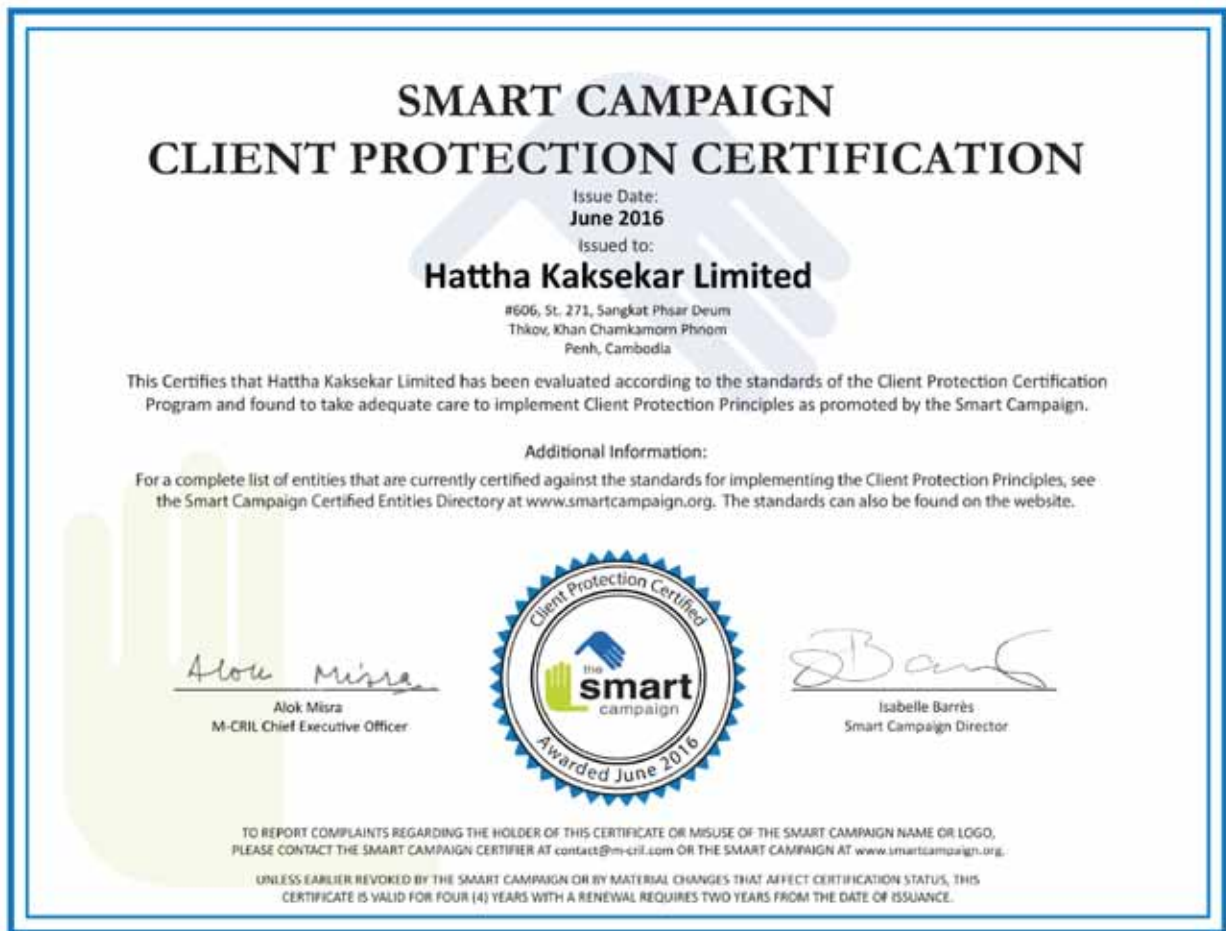 SMART CAMPAIGN
CLIENT PROTECTION CERTIFICATION
Issue Date:
June 2016
Issued to:
Hattha Kaksekar Limited
#606, St. 271, Sangkat Phsar Deum
Thkov, Khan Chamkamorn Phnom
Penh, Cambodia
This Certifies that Hattha Kaksekar Limited has been evaluated according to the standards of the Client Protection Certification
Program and found to take adequate care to implement Client Protection Principles as promoted by the Smart Campaign.
Additional Information:
For a complete list of entities that are currently certified against the standards for implementing the Client Protection Principles, see
the Smart Campaign Certified Entities Directory at www.smartcampaign.org. The standards can also be found on the website.
Client Protection Certified
the
smart
campaign
Awarded June 2016
Alok Misra
Alok Misra
M-CRIL Chief Executive Officer
Isabelle Barrès
Smart Campaign Director
TO REPORT COMPLAINTS REGARDING THE HOLDER OF THIS CERTIFICATE OR MISUSE OF THE SMART CAMPAIGN NAME OR LOGO,
PLEASE CONTACT THE SMART CAMPAIGN CERTIFIER AT contact@m-cril.com OR THE SMART CAMPAIGN AT www.smartcampaign.org.
UNLESS EARLIER REVOKED BY THE SMART CAMPAIGN OR BY MATERIAL CHANGES THAT AFFECT CERTIFICATION STATUS, THIS
CERTIFICATE IS VALID FOR FOUR (4) YEARS WITH A RENEWAL REQUIRES TWO YEARS FROM THE DATE OF ISSUANCE.